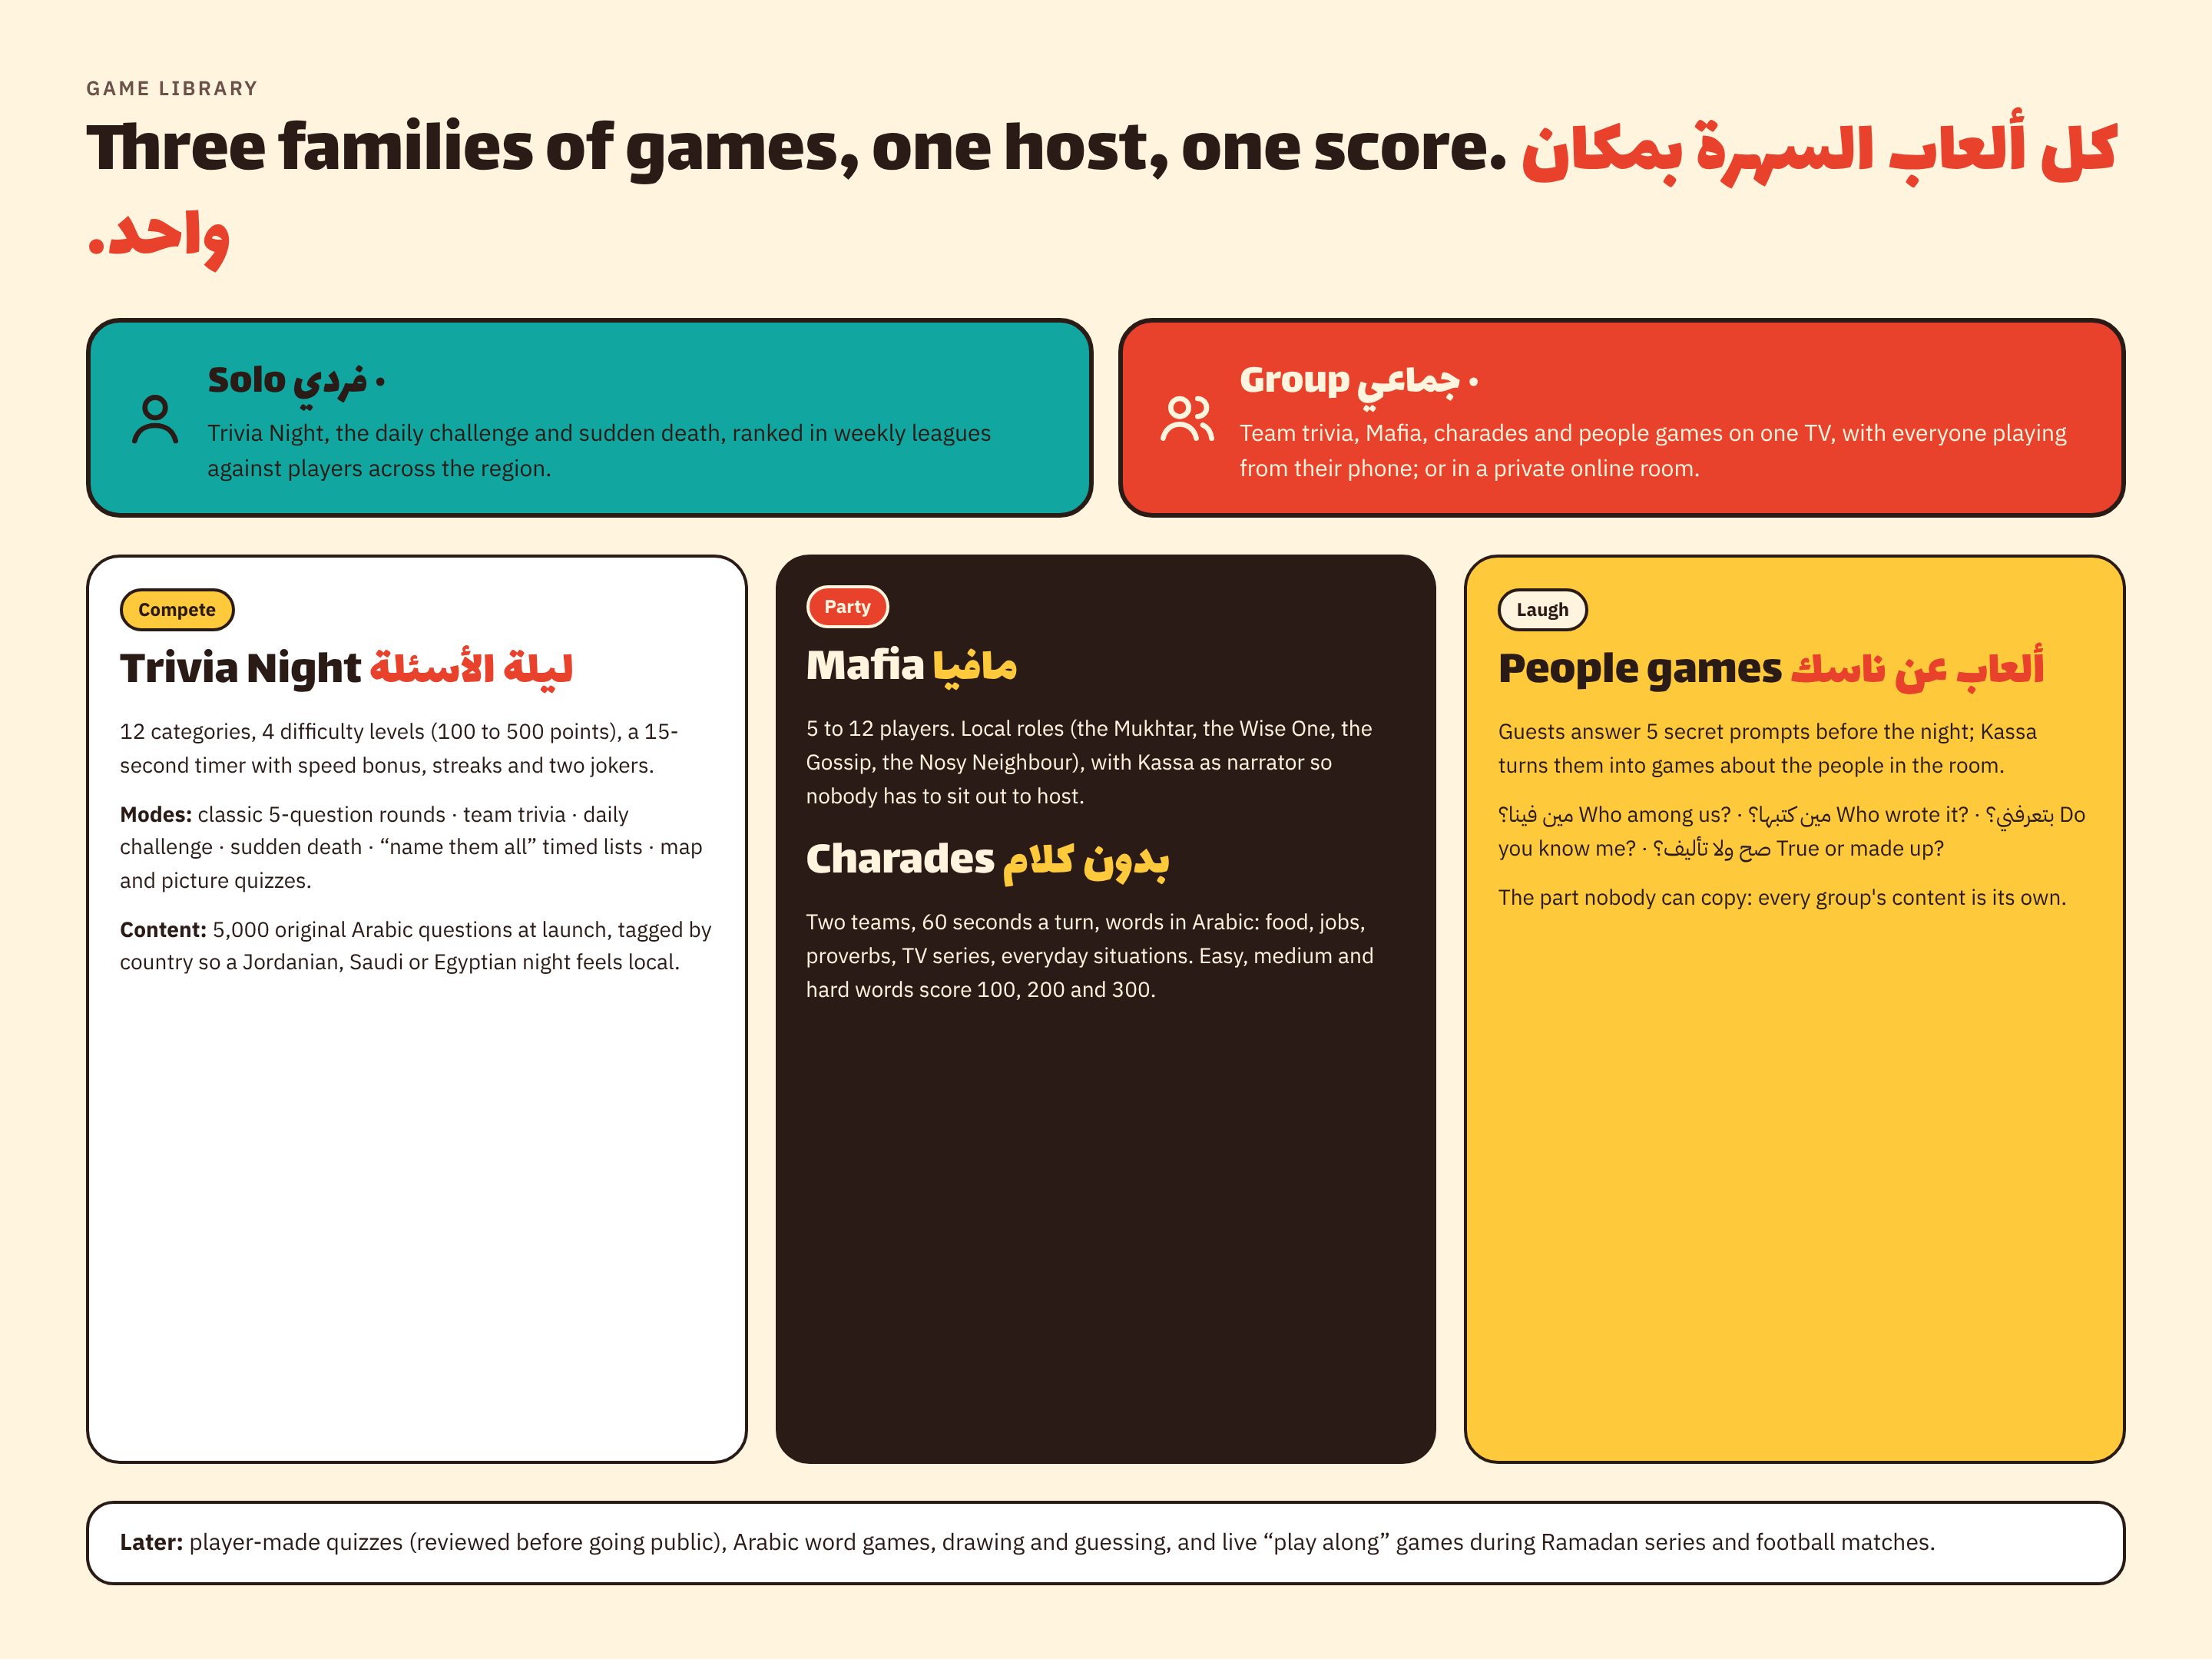 GAME LIBRARY
Three families of games, one host, one score. كل ألعاب السهرة بمكان
واحد.
Solo فردي ·
Trivia Night, the daily challenge and sudden death, ranked in weekly leagues
against players across the region.
Group جماعي ·
Team trivia, Mafia, charades and people games on one TV, with everyone playing
from their phone; or in a private online room.
Compete
Trivia Night ليلة الأسئلة
12 categories, 4 difficulty levels (100 to 500 points), a 15-
second timer with speed bonus, streaks and two jokers.
Modes: classic 5-question rounds · team trivia · daily
challenge · sudden death · “name them all” timed lists · map
and picture quizzes.
Content: 5,000 original Arabic questions at launch, tagged by
country so a Jordanian, Saudi or Egyptian night feels local.
Party
Mafia مافيا
5 to 12 players. Local roles (the Mukhtar, the Wise One, the
Gossip, the Nosy Neighbour), with Kassa as narrator so
nobody has to sit out to host.
Charades بدون كلام
Two teams, 60 seconds a turn, words in Arabic: food, jobs,
proverbs, TV series, everyday situations. Easy, medium and
hard words score 100, 200 and 300.
Laugh
People games ألعاب عن ناسك
Guests answer 5 secret prompts before the night; Kassa
turns them into games about the people in the room.
مين فينا؟ Who among us? · مين كتبها؟ Who wrote it? · بتعرفني؟ Do
you know me? · صح ولا تأليف؟ True or made up?
The part nobody can copy: every group's content is its own.
Later: player-made quizzes (reviewed before going public), Arabic word games, drawing and guessing, and live “play along” games during Ramadan series and football matches.